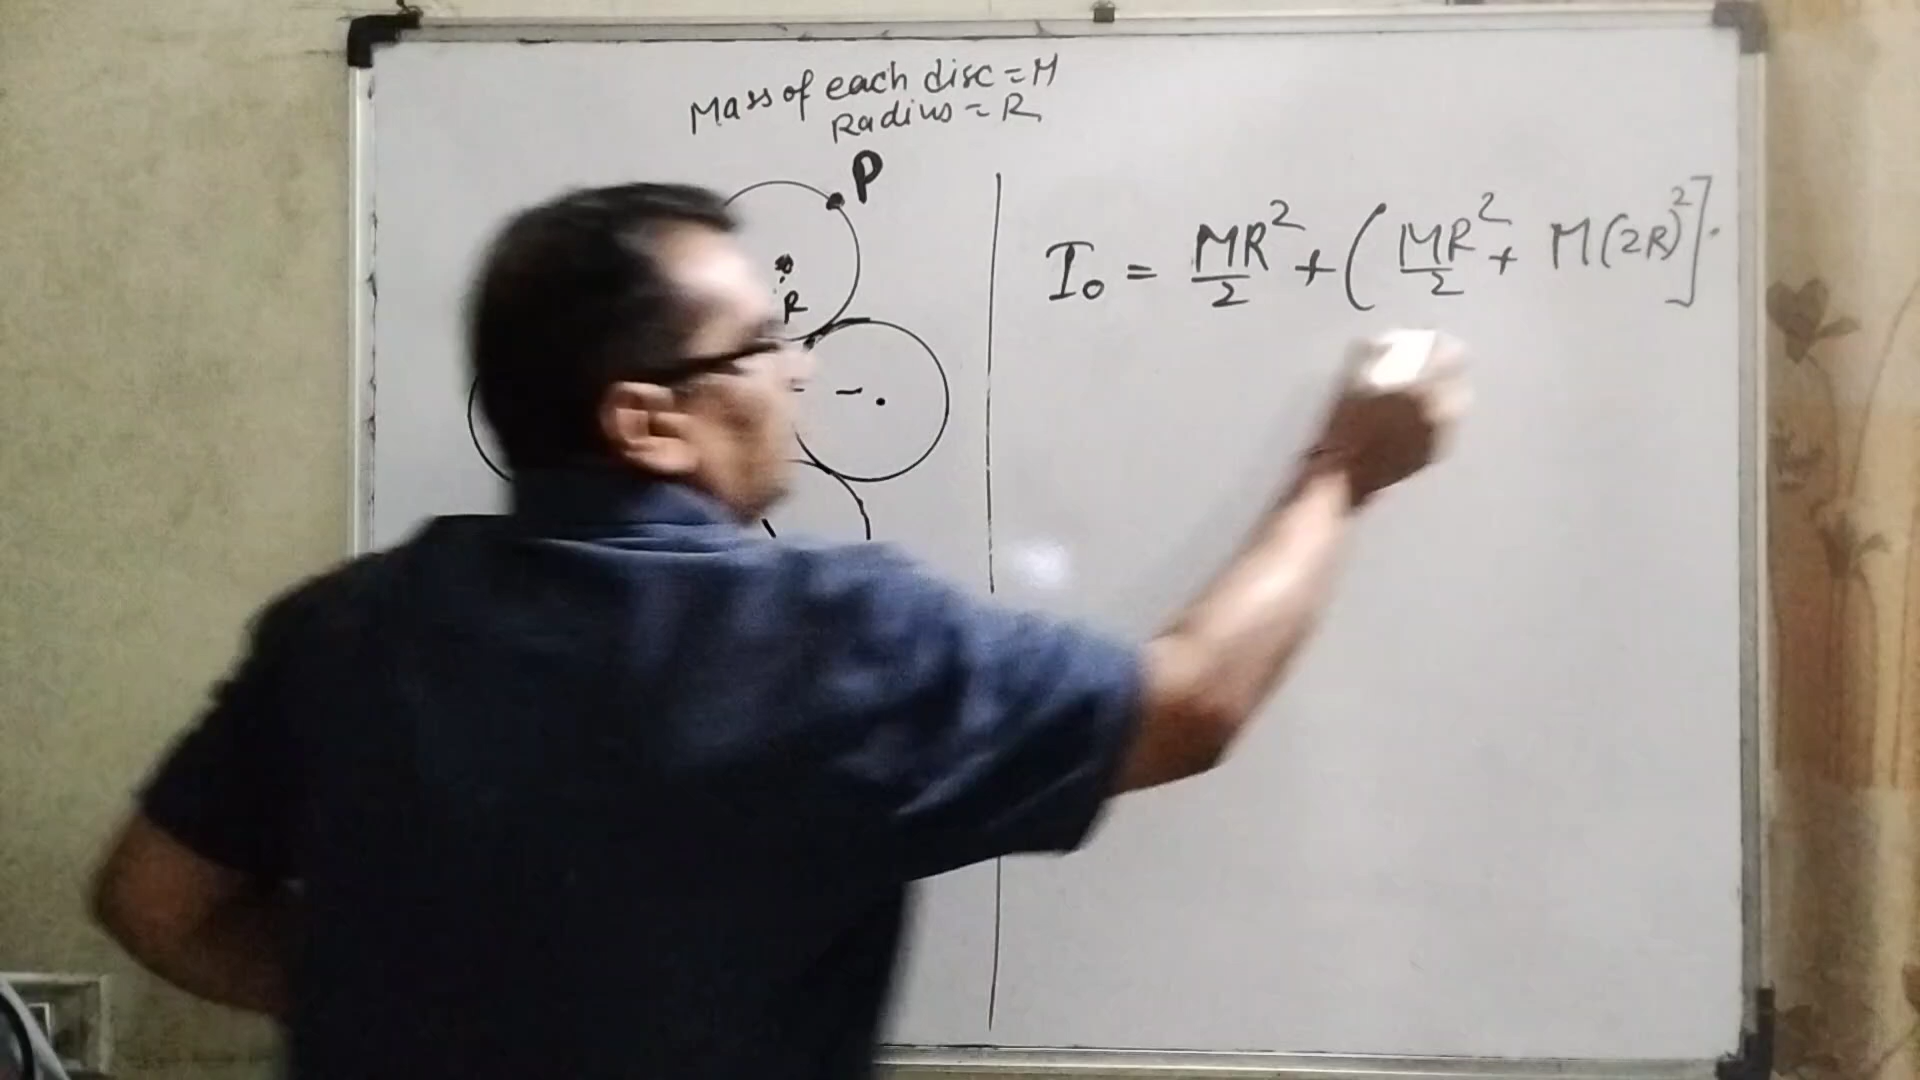 Mass of each disc = M
Radius = R
P
R
I₀ = MR²/2 + ( MR²/2 + M(2R)² ].